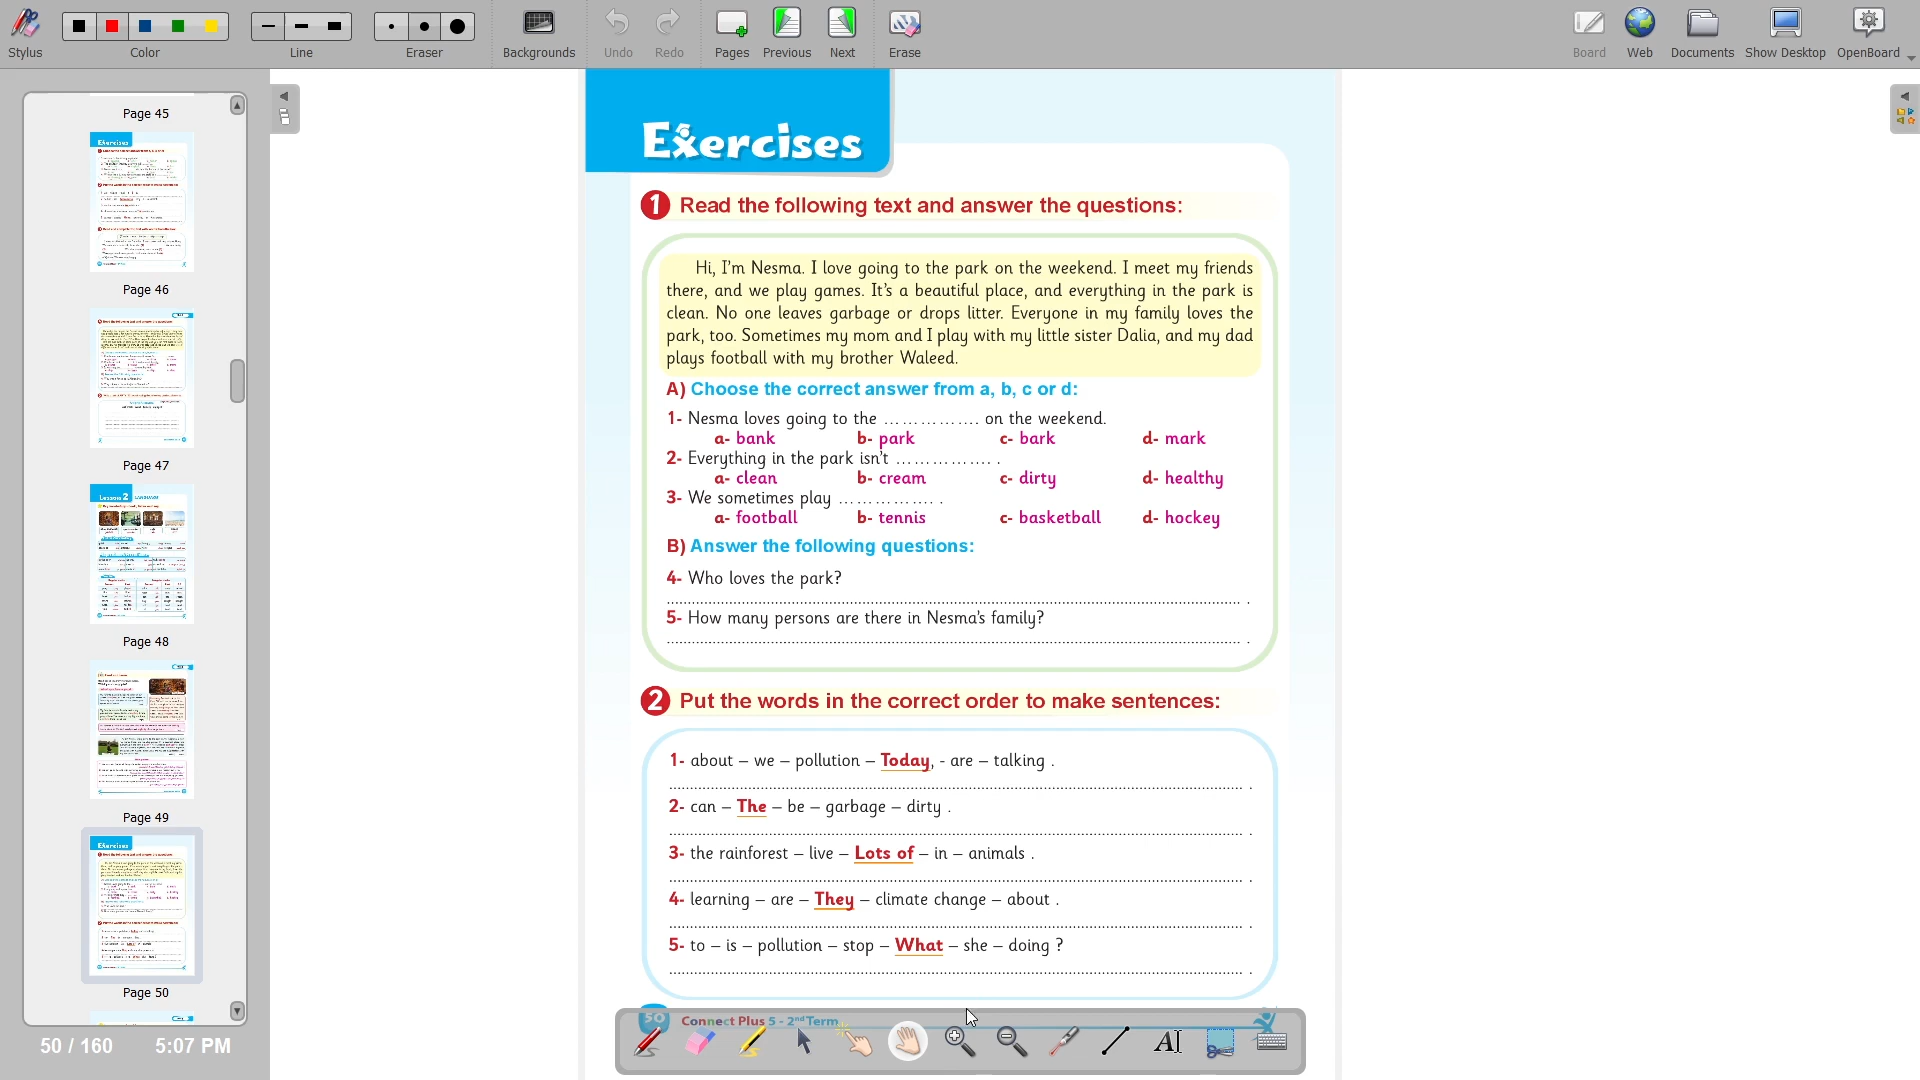 Stylus
Color
Line
Eraser
Backgrounds
Undo
Redo
Pages
Previous
Next
Erase
Board
Web
Documents
Show Desktop
OpenBoard
Page 45
Exercises
Page 46
Page 47
Lesson 2
Page 48
Page 49
Exercises
Page 50
50 / 160
5:07 PM
Exercises
1 Read the following text and answer the questions:
Hi, I'm Nesma. I love going to the park on the weekend. I meet my friends
there, and we play games. It's a beautiful place, and everything in the park is
clean. No one leaves garbage or drops litter. Everyone in my family loves the
park, too. Sometimes my mom and I play with my little sister Dalia, and my dad
plays football with my brother Waleed.
A) Choose the correct answer from a, b, c or d:
1- Nesma loves going to the ................ on the weekend.
a- bank b- park c- bark d- mark
2- Everything in the park isn't ................ .
a- clean b- cream c- dirty d- healthy
3- We sometimes play ................ .
a- football b- tennis c- basketball d- hockey
B) Answer the following questions:
4- Who loves the park?
5- How many persons are there in Nesma's family?
2 Put the words in the correct order to make sentences:
1- about – we – pollution – Today, - are – talking .
2- can – The – be – garbage – dirty .
3- the rainforest – live – Lots of – in – animals .
4- learning – are – They – climate change – about .
5- to – is – pollution – stop – What – she – doing ?
50 Connect Plus 5 - 2nd Term